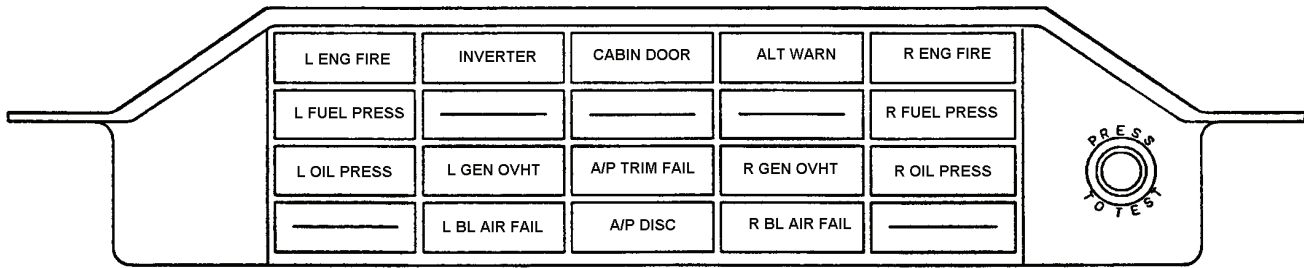 L ENG FIRE INVERTER CABIN DOOR ALT WARN R ENG FIRE
L FUEL PRESS R FUEL PRESS
L OIL PRESS L GEN OVHT A/P TRIM FAIL R GEN OVHT R OIL PRESS
L BL AIR FAIL A/P DISC R BL AIR FAIL
PRESS
TO TEST